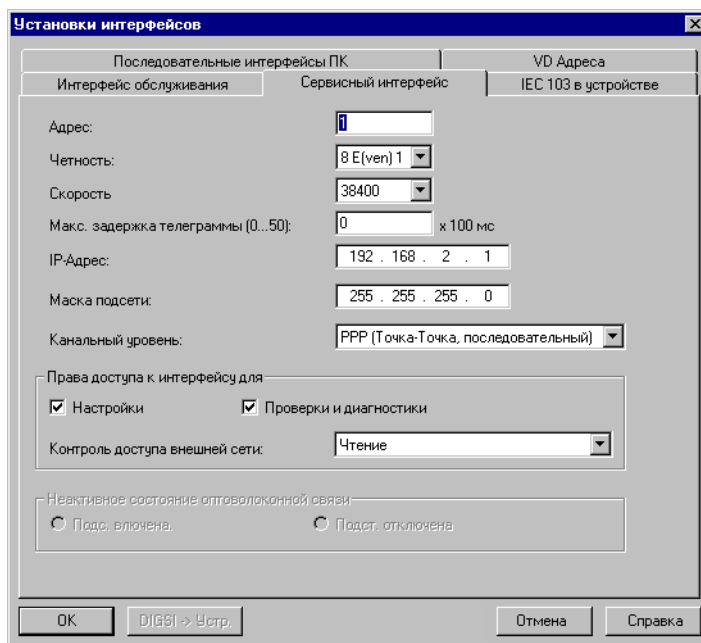 Установки интерфейсов
Последовательные интерфейсы ПК VD Адреса
Интерфейс обслуживания Сервисный интерфейс IEC 103 в устройстве
Адрес: 1
Четность: 8 E(ven) 1
Скорость 38400
Макс. задержка телеграммы (0...50): 0 x 100 мс
IP-Адрес: 192 . 168 . 2 . 1
Маска подсети: 255 . 255 . 255 . 0
Канальный уровень: PPP (Точка-Точка, последовательный)
Права доступа к интерфейсу для
Настройки Проверки и диагностики
Контроль доступа внешней сети: Чтение
Неактивное состояние оптоволоконной связи
Подс. влючена. Подст. отключена
OK DIGSI -> Устр. Отмена Справка